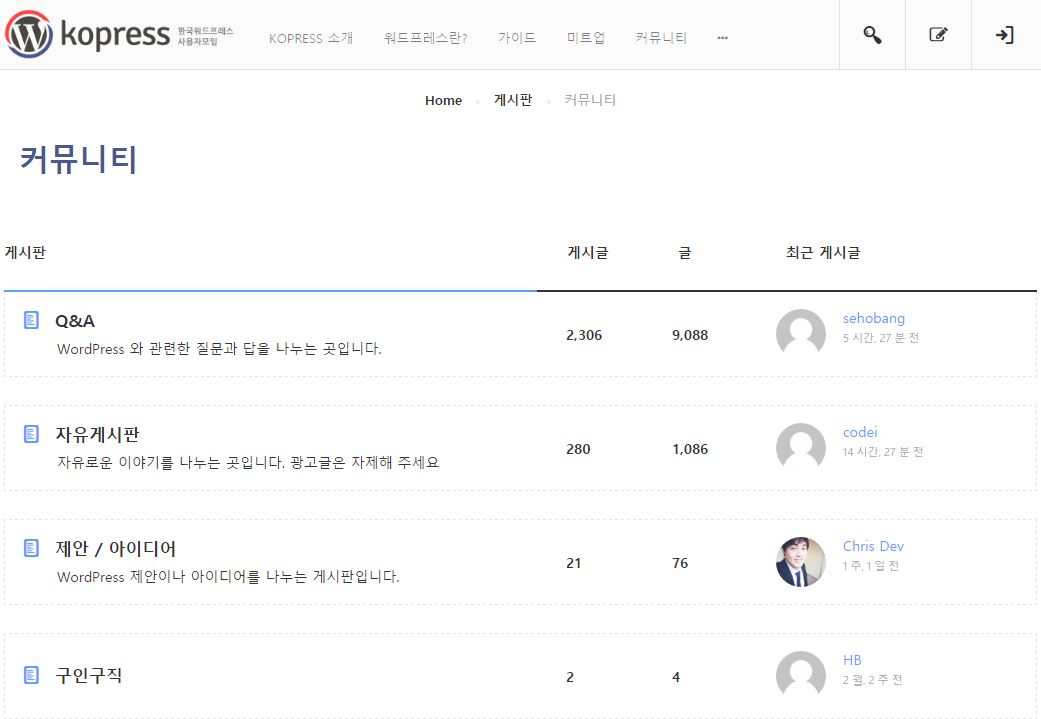 kopress 한국워드프레스
사용자모임
KOPRESS 소개 워드프레스란? 가이드 미트업 커뮤니티 ···
Home › 게시판 › 커뮤니티
커뮤니티
게시판 게시글 글 최근 게시글
Q&A
WordPress 와 관련한 질문과 답을 나누는 곳입니다.
2,306 9,088
sehobang
5 시간, 27 분 전
자유게시판
자유로운 이야기를 나누는 곳입니다. 광고글은 자제해 주세요
280 1,086
codei
14 시간, 27 분 전
제안 / 아이디어
WordPress 제안이나 아이디어를 나누는 게시판입니다.
21 76
Chris Dev
1 주, 1 일 전
구인구직
2 4
HB
2 월, 2 주 전